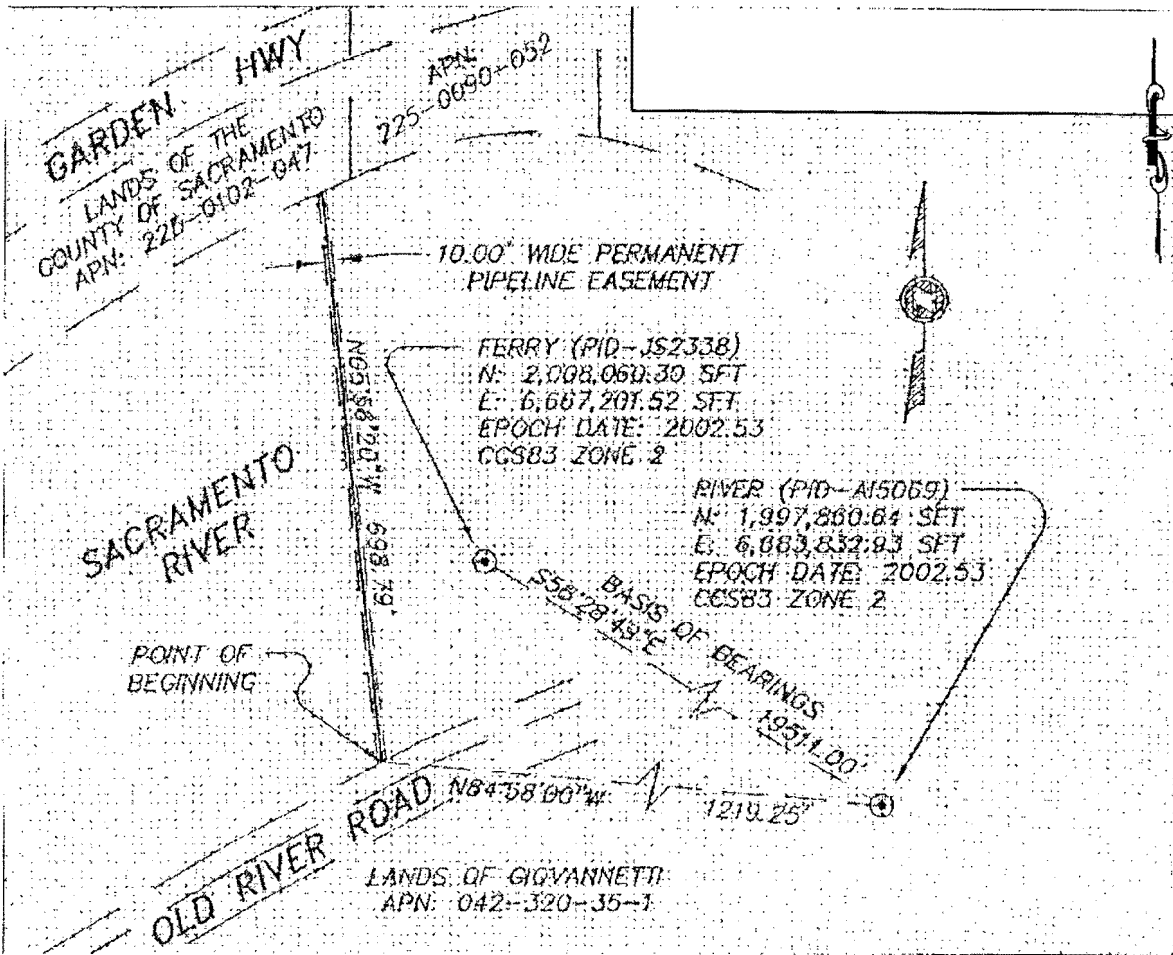 GARDEN HWY
LANDS OF THE
COUNTY OF SACRAMENTO
APN: 225-0102-047
APN:
225-0090-052
10.00' WIDE PERMANENT
PIPELINE EASEMENT
FERRY (PID-JS2338)
N: 2,008,060.30 SFT
E: 6,667,201.52 SFT
EPOCH DATE: 2002.53
CCS83 ZONE 2
N05°58'20"W 698.79'
SACRAMENTO
RIVER
RIVER (PID-AI5069)
N: 1,997,860.64 SFT
E: 6,683,832.93 SFT
EPOCH DATE: 2002.53
CCS83 ZONE 2
BASIS OF BEARINGS
S58°28'49"E
19511.00'
POINT OF
BEGINNING
N84°58'00"W
1219.25'
OLD RIVER ROAD
LANDS OF GIOVANNETTI
APN: 042-320-35-1